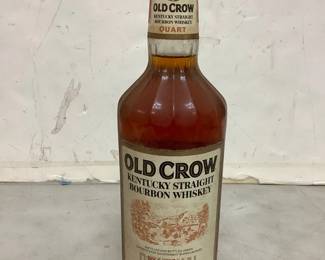 OLD CROW
KENTUCKY STRAIGHT
BOURBON WHISKEY
QUART
OLD CROW
KENTUCKY STRAIGHT
BOURBON WHISKEY